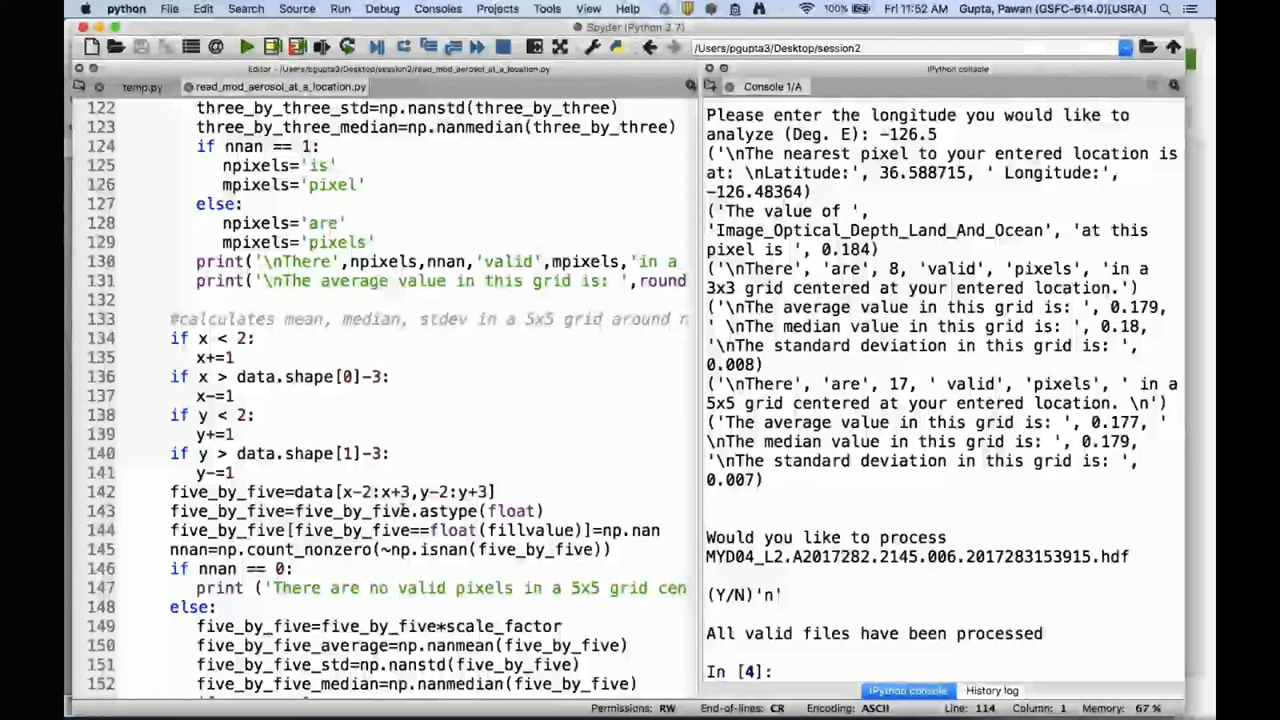 python File Edit Search Source Run Debug Consoles Projects Tools View Help 100% Fri 11:52 AM Gupta, Pawan (GSFC-614.0)[USRA]
Spyder (Python 2.7)
/Users/pgupta3/Desktop/session2
Editor - /Users/pgupta3/Desktop/session2/read_mod_aerosol_at_a_location.py
temp.py read_mod_aerosol_at_a_location.py
122 three_by_three_std=np.nanstd(three_by_three)
123 three_by_three_median=np.nanmedian(three_by_three)
124 if nnan == 1:
125 npixels='is'
126 mpixels='pixel'
127 else:
128 npixels='are'
129 mpixels='pixels'
130 print('\nThere',npixels,nnan,'valid',mpixels,'in a
131 print('\nThe average value in this grid is: ',round
132
133 #calculates mean, median, stdev in a 5x5 grid around n
134 if x < 2:
135 x+=1
136 if x > data.shape[0]-3:
137 x-=1
138 if y < 2:
139 y+=1
140 if y > data.shape[1]-3:
141 y-=1
142 five_by_five=data[x-2:x+3,y-2:y+3]
143 five_by_five=five_by_five.astype(float)
144 five_by_five[five_by_five==float(fillvalue)]=np.nan
145 nnan=np.count_nonzero(~np.isnan(five_by_five))
146 if nnan == 0:
147 print ('There are no valid pixels in a 5x5 grid cen
148 else:
149 five_by_five=five_by_five*scale_factor
150 five_by_five_average=np.nanmean(five_by_five)
151 five_by_five_std=np.nanstd(five_by_five)
152 five_by_five_median=np.nanmedian(five_by_five)
IPython console
Console 1/A
Please enter the longitude you would like to
analyze (Deg. E): -126.5
('\nThe nearest pixel to your entered location is
at: \nLatitude:', 36.588715, ' Longitude:',
-126.48364)
('The value of ',
'Image_Optical_Depth_Land_And_Ocean', 'at this
pixel is ', 0.184)
('\nThere', 'are', 8, 'valid', 'pixels', 'in a
3x3 grid centered at your entered location.')
('\nThe average value in this grid is: ', 0.179,
' \nThe median value in this grid is: ', 0.18,
'\nThe standard deviation in this grid is: ',
0.008)
('\nThere', 'are', 17, ' valid', 'pixels', ' in a
5x5 grid centered at your entered location. \n')
('The average value in this grid is: ', 0.177, '
\nThe median value in this grid is: ', 0.179,
'\nThe standard deviation in this grid is: ',
0.007)
Would you like to process
MYD04_L2.A2017282.2145.006.2017283153915.hdf
(Y/N)'n'
All valid files have been processed
In [4]:
IPython console History log
Permissions: RW End-of-lines: CR Encoding: ASCII Line: 114 Column: 1 Memory: 67 %